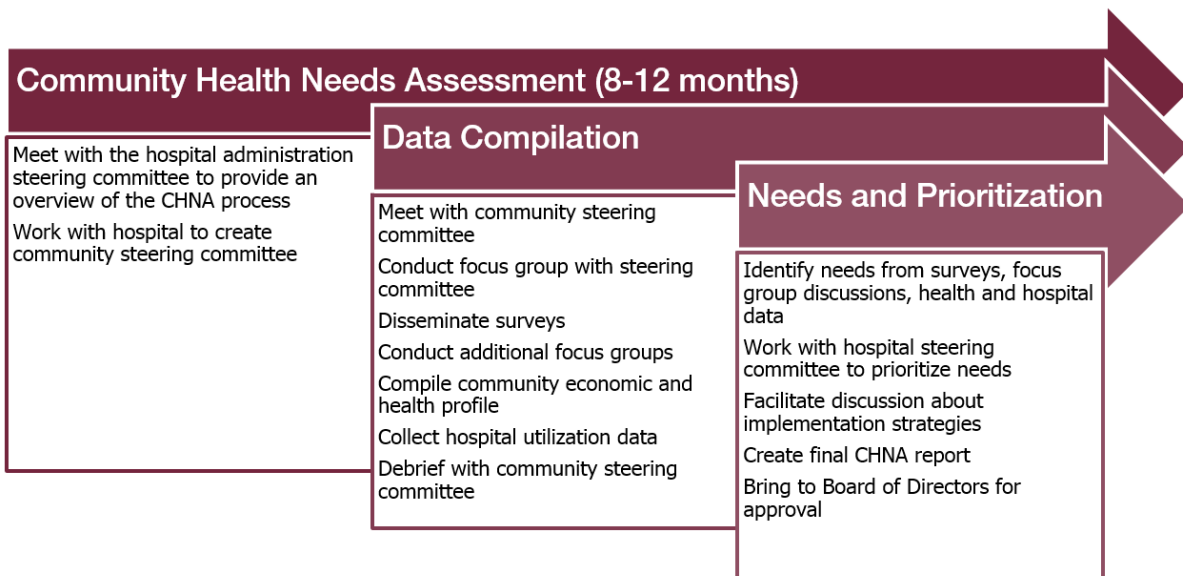 Community Health Needs Assessment (8-12 months)
Meet with the hospital administration
steering committee to provide an
overview of the CHNA process
Work with hospital to create
community steering committee
Data Compilation
Meet with community steering
committee
Conduct focus group with steering
committee
Disseminate surveys
Conduct additional focus groups
Compile community economic and
health profile
Collect hospital utilization data
Debrief with community steering
committee
Needs and Prioritization
Identify needs from surveys, focus
group discussions, health and hospital
data
Work with hospital steering
committee to prioritize needs
Facilitate discussion about
implementation strategies
Create final CHNA report
Bring to Board of Directors for
approval